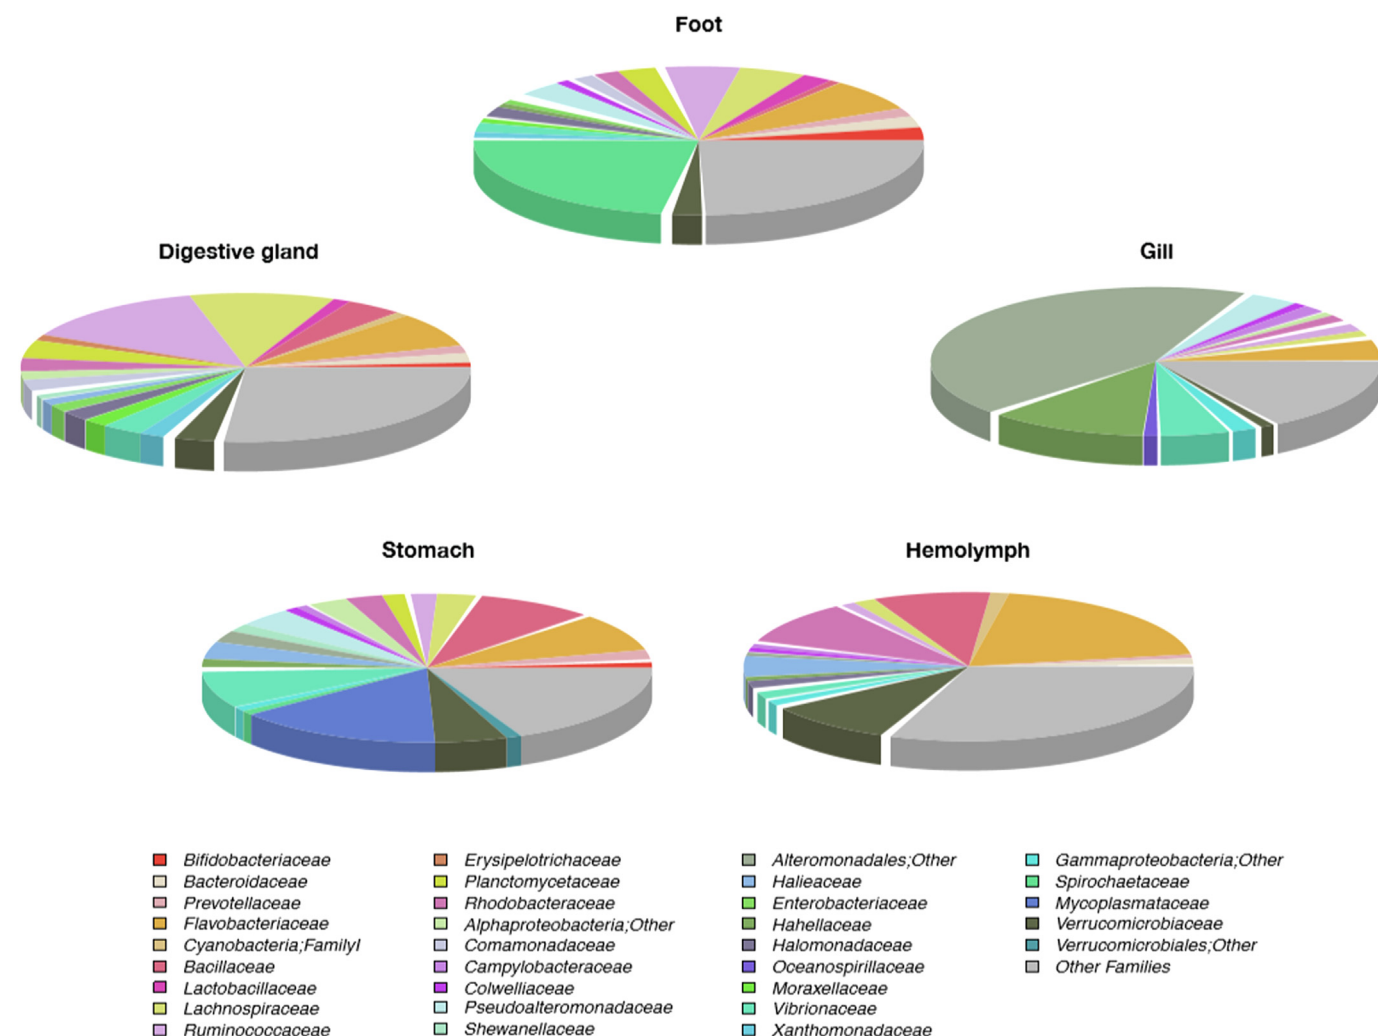 Foot
Digestive gland
Gill
Stomach
Hemolymph
Bifidobacteriaceae
Bacteroidaceae
Prevotellaceae
Flavobacteriaceae
Cyanobacteria;FamilyI
Bacillaceae
Lactobacillaceae
Lachnospiraceae
Ruminococcaceae
Erysipelotrichaceae
Planctomycetaceae
Rhodobacteraceae
Alphaproteobacteria;Other
Comamonadaceae
Campylobacteraceae
Colwelliaceae
Pseudoalteromonadaceae
Shewanellaceae
Alteromonadales;Other
Halieaceae
Enterobacteriaceae
Hahellaceae
Halomonadaceae
Oceanospirillaceae
Moraxellaceae
Vibrionaceae
Xanthomonadaceae
Gammaproteobacteria;Other
Spirochaetaceae
Mycoplasmataceae
Verrucomicrobiaceae
Verrucomicrobiales;Other
Other Families